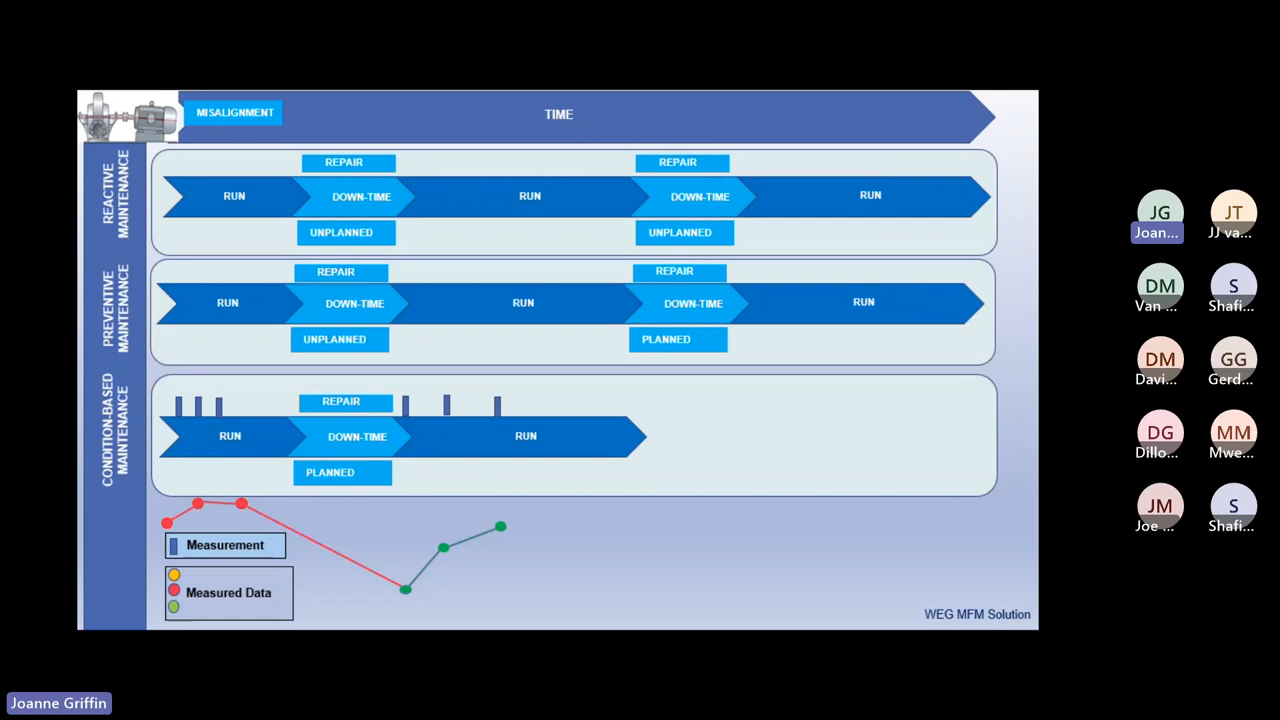 MISALIGNMENT
TIME
REACTIVE
MAINTENANCE
REPAIR
REPAIR
RUN
DOWN-TIME
RUN
DOWN-TIME
RUN
UNPLANNED
UNPLANNED
PREVENTIVE
MAINTENANCE
REPAIR
REPAIR
RUN
DOWN-TIME
RUN
DOWN-TIME
RUN
UNPLANNED
PLANNED
CONDITION-BASED
MAINTENANCE
REPAIR
RUN
DOWN-TIME
RUN
PLANNED
Measurement
Measured Data
WEG MFM Solution
JG
Joan...
JT
JJ va...
DM
Van ...
S
Shafi...
DM
Davi...
GG
Gerd...
DG
Dillo...
MM
Mwe...
JM
Joe ...
S
Shafi...
Joanne Griffin